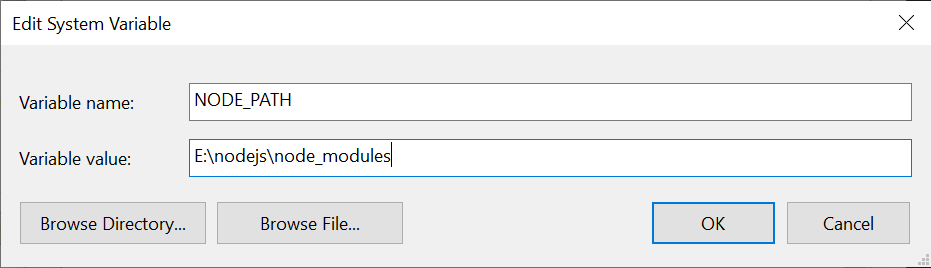 Edit System Variable
Variable name: NODE_PATH
Variable value: E:\nodejs\node_modules
Browse Directory... Browse File... OK Cancel